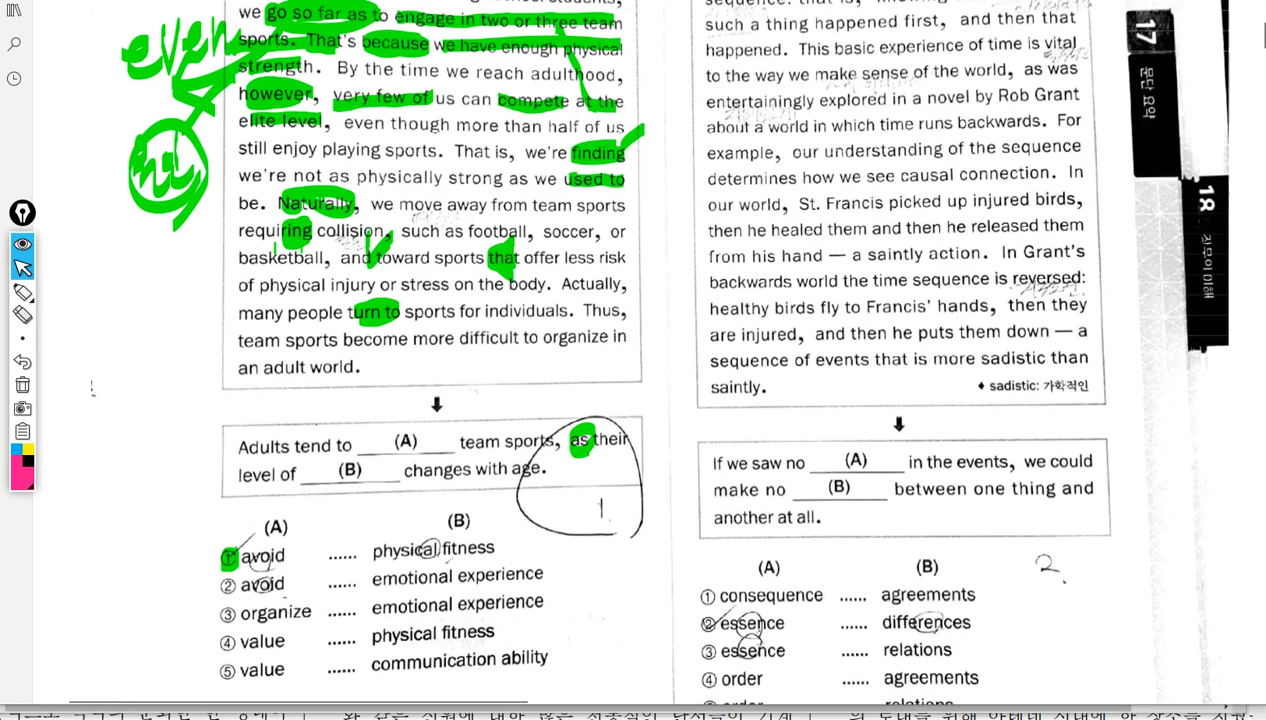 we go so far as to engage in two or three team
sports. That's because we have enough physical
strength. By the time we reach adulthood,
however, very few of us can compete at the
elite level, even though more than half of us
still enjoy playing sports. That is, we're finding
we're not as physically strong as we used to
be. Naturally, we move away from team sports
requiring collision, such as football, soccer, or
basketball, and toward sports that offer less risk
of physical injury or stress on the body. Actually,
many people turn to sports for individuals. Thus,
team sports become more difficult to organize in
an adult world.
even
Adults tend to (A) team sports, as their
level of (B) changes with age.
1
(A) (B)
① avoid ...... physical fitness
② avoid ...... emotional experience
③ organize ...... emotional experience
④ value ...... physical fitness
⑤ value ...... communication ability
such a thing happened first, and then that
happened. This basic experience of time is vital
to the way we make sense of the world, as was
entertainingly explored in a novel by Rob Grant
about a world in which time runs backwards. For
example, our understanding of the sequence
determines how we see causal connection. In
our world, St. Francis picked up injured birds,
then he healed them and then he released them
from his hand — a saintly action. In Grant's
backwards world the time sequence is reversed:
healthy birds fly to Francis' hands, then they
are injured, and then he puts them down — a
sequence of events that is more sadistic than
saintly.
♦ sadistic: 가학적인
If we saw no (A) in the events, we could
make no (B) between one thing and
another at all.
2
(A) (B)
① consequence ...... agreements
② essence ...... differences
③ essence ...... relations
④ order ...... agreements
17
문단 요약
18
장문의 이해